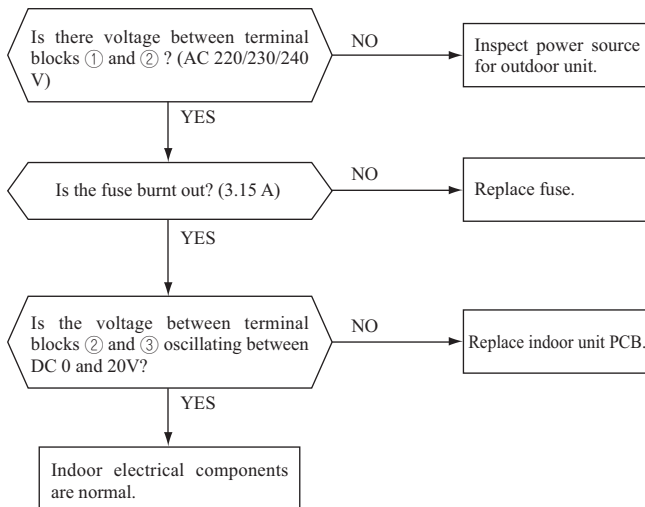 Is there voltage between terminal
blocks ① and ② ? (AC 220/230/240
V)
NO
Inspect power source
for outdoor unit.
YES
Is the fuse burnt out? (3.15 A)
NO
Replace fuse.
YES
Is the voltage between terminal
blocks ② and ③ oscillating between
DC 0 and 20V?
NO
Replace indoor unit PCB.
YES
Indoor electrical components
are normal.